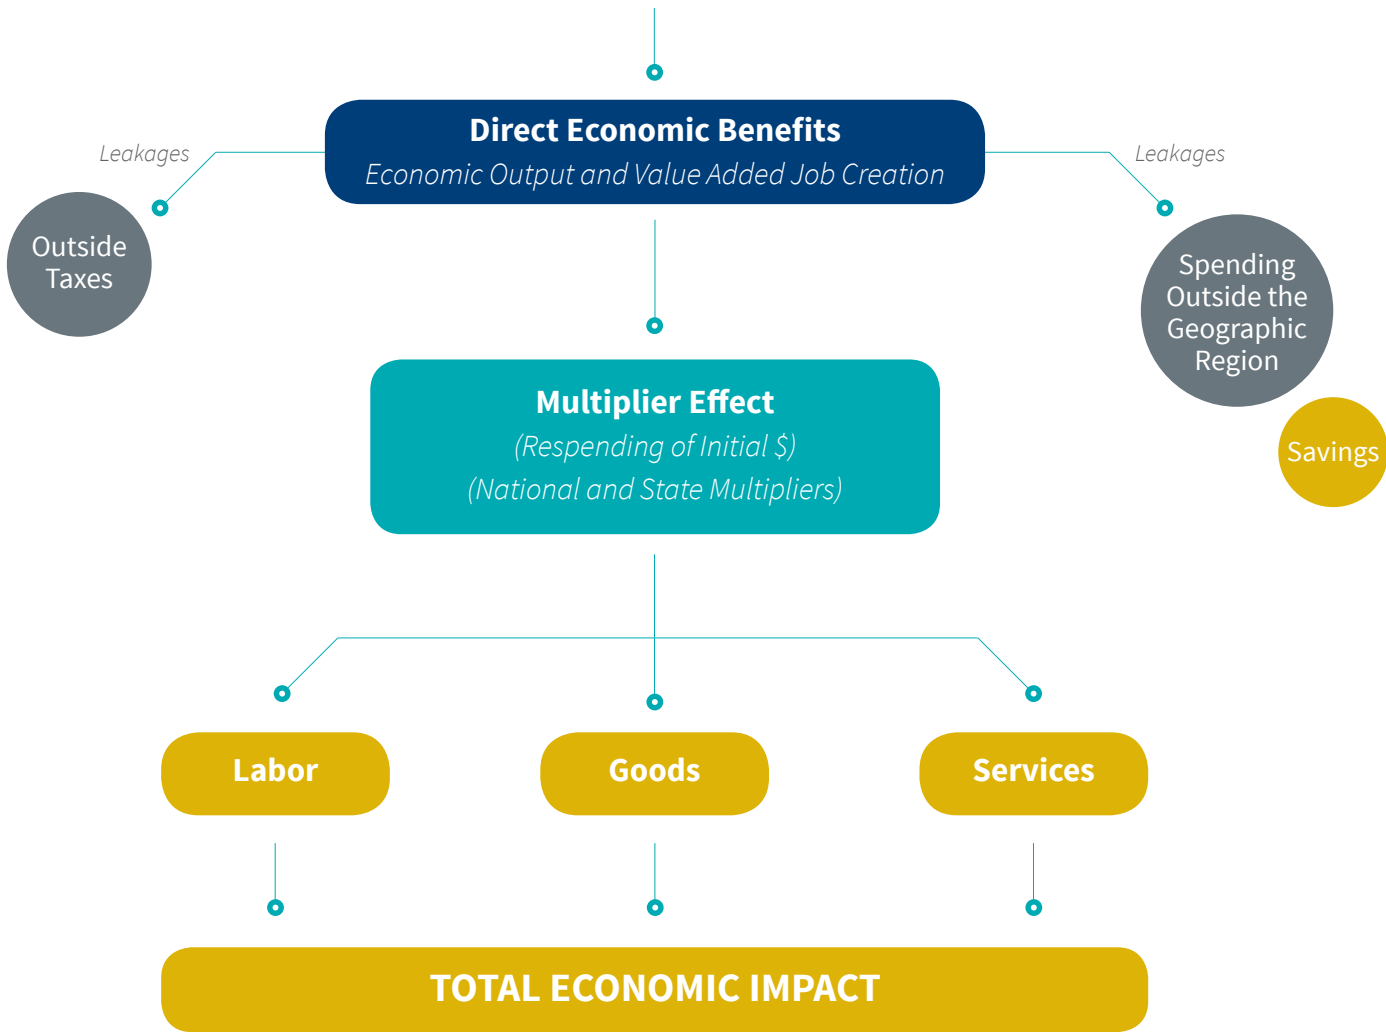 Direct Economic Benefits
Economic Output and Value Added Job Creation
Leakages
Leakages
Outside
Taxes
Spending
Outside the
Geographic
Region
Savings
Multiplier Effect
(Respending of Initial $)
(National and State Multipliers)
Labor
Goods
Services
TOTAL ECONOMIC IMPACT